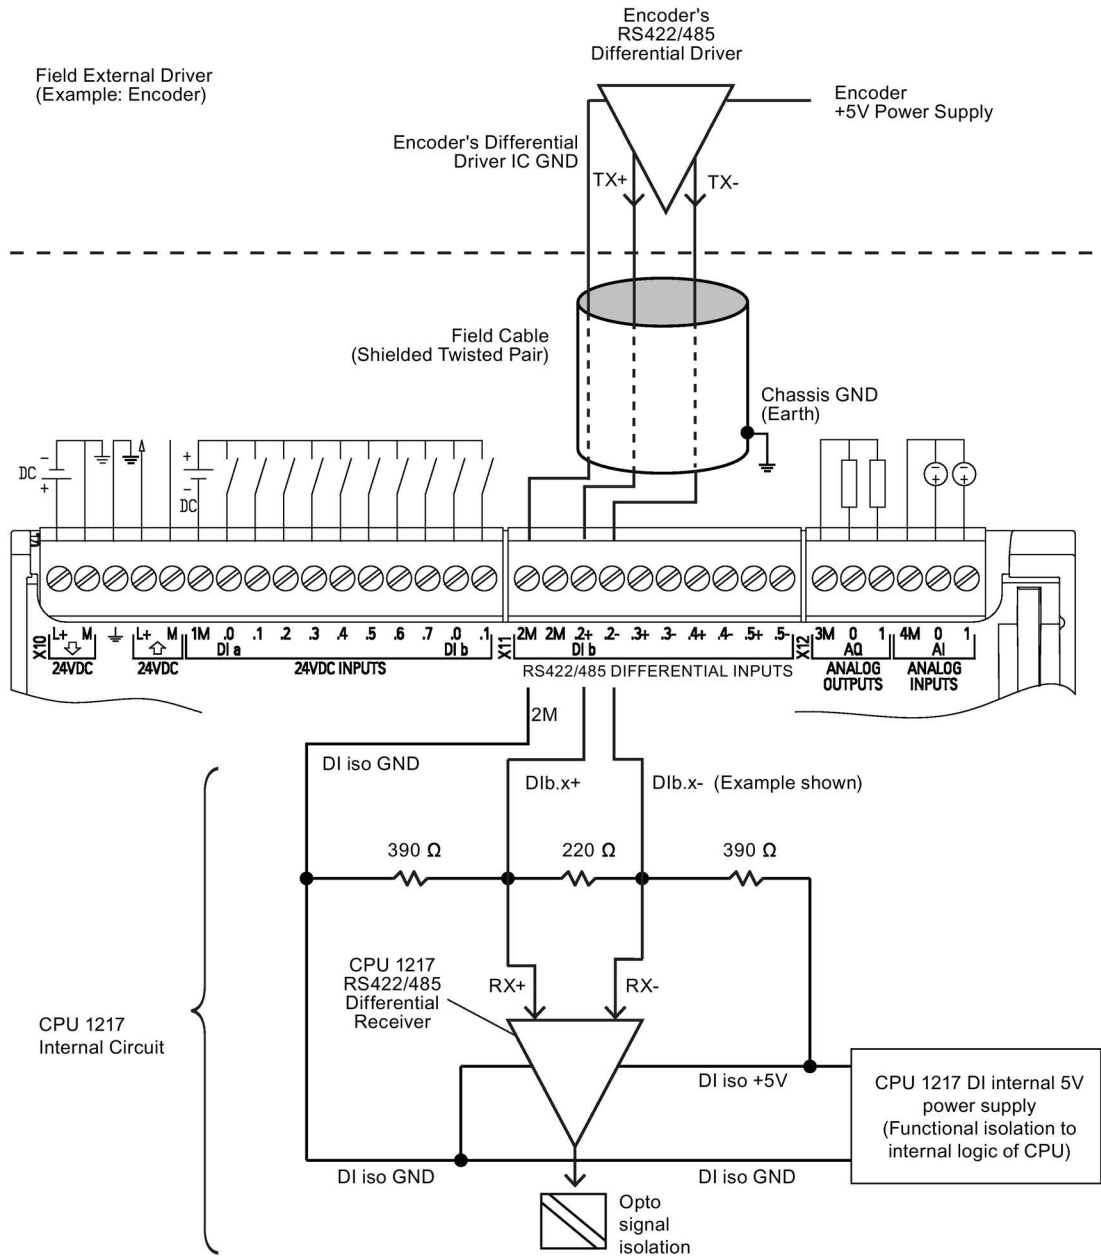 Encoder's
RS422/485
Differential Driver
Field External Driver
(Example: Encoder)
Encoder
+5V Power Supply
Encoder's Differential
Driver IC GND
TX+
TX-
Field Cable
(Shielded Twisted Pair)
Chassis GND
(Earth)
DC
DC
X10
L+ M
24VDC
L+ M
24VDC
1M .0 .1 .2 .3 .4 .5 .6 .7 .0 .1
DI a
DI b
24VDC INPUTS
X11
2M 2M .2+ .2- .3+ .3- .4+ .4- .5+ .5-
DI b
RS422/485 DIFFERENTIAL INPUTS
X12
3M 0 1
AQ
ANALOG
OUTPUTS
4M 0 1
AI
ANALOG
INPUTS
2M
DI iso GND
DIb.x+
DIb.x- (Example shown)
390 Ω
220 Ω
390 Ω
CPU 1217
RS422/485
Differential
Receiver
RX+
RX-
CPU 1217
Internal Circuit
DI iso +5V
CPU 1217 DI internal 5V
power supply
(Functional isolation to
internal logic of CPU)
DI iso GND
DI iso GND
Opto
signal
isolation